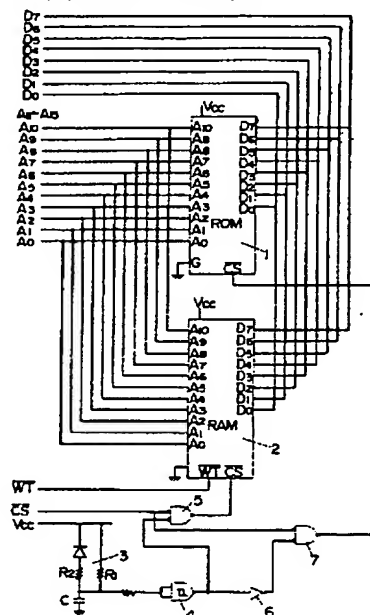 D7
D6
D5
D4
D3
D2
D1
D0
A11-A15
A10
A9
A8
A7
A6
A5
A4
A3
A2
A1
A0
Vcc
A10 D7
A9 D6
A8 D5
A7 D4
A6 D3
A5 D2
A4 D1
A3 D0
A2
A1 ROM
A0
G
CS
1
Vcc
A10 D7
A9 D6
A8 D5
A7 D4
A6 D3
A5 D2
A4 D1
A3 D0
A2 RAM
A1
A0
2
WT CS
WT
CS
Vcc
5
3
R2 R1
C
4
6
7